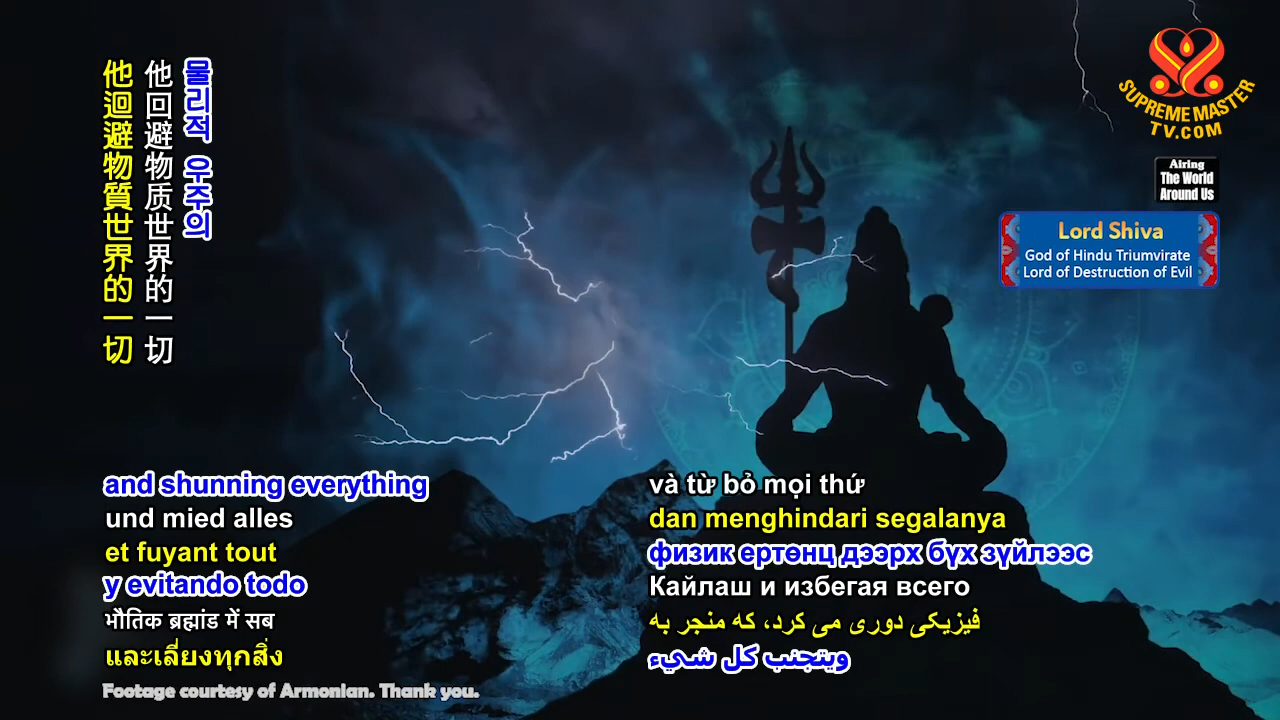 他迴避物質世界的一切
他回避物质世界的一切
물리적 우주의
SUPREME MASTER
TV.COM
Airing
The World
Around Us
Lord Shiva
God of Hindu Triumvirate
Lord of Destruction of Evil
and shunning everything
und mied alles
et fuyant tout
y evitando todo
भौतिक ब्रह्मांड में सब
และเลี่ยงทุกสิ่ง
và từ bỏ mọi thứ
dan menghindari segalanya
физик ертөнц дээрх бүх зүйлээс
Кайлаш и избегая всего
فیزیکی دوری می کرد، که منجر به
ويتجنب كل شيء
Footage courtesy of Armonian. Thank you.